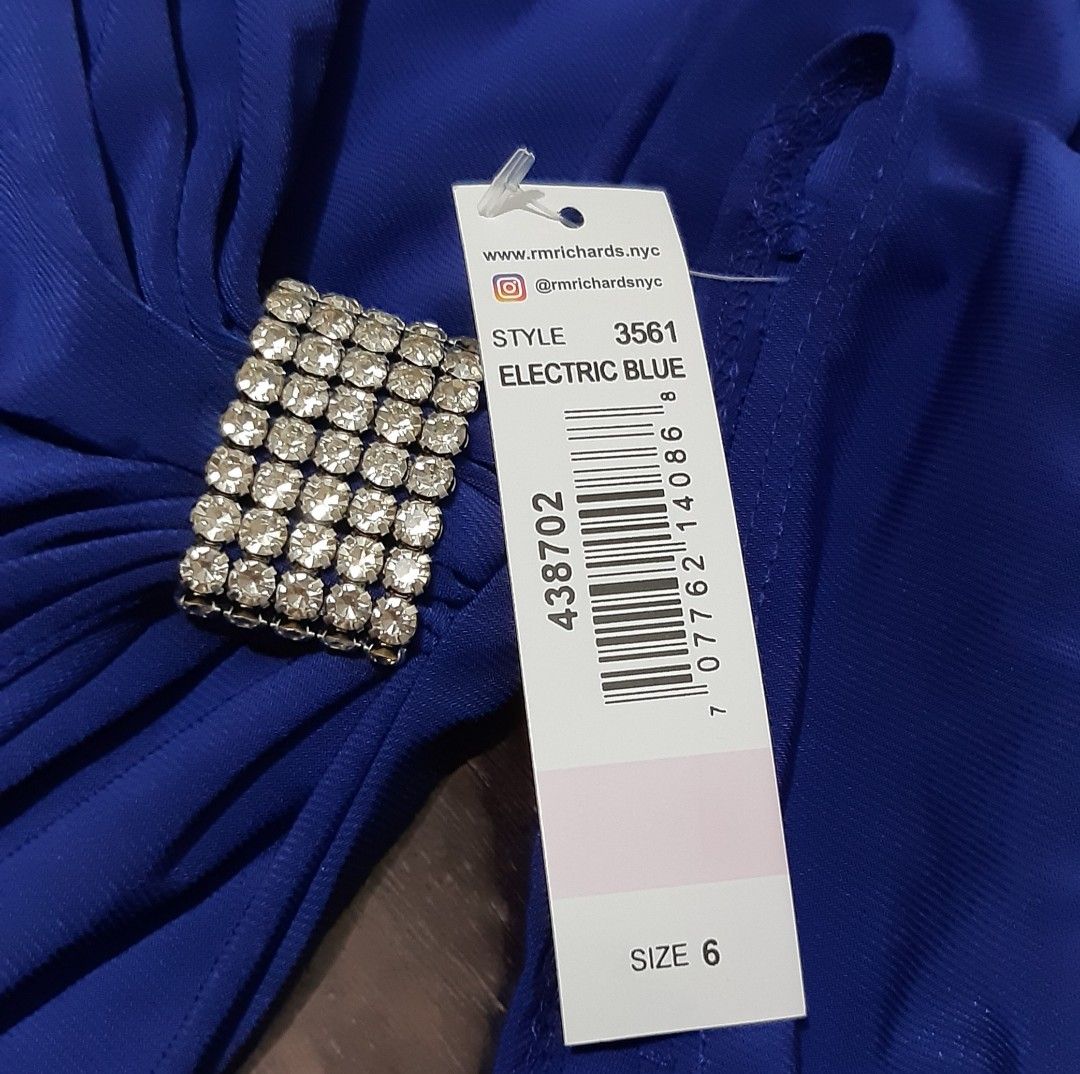 www.rmrichards.nyc
@rmrichardsnyc
STYLE 3561
ELECTRIC BLUE
438702
7 07762 14086 8
SIZE 6